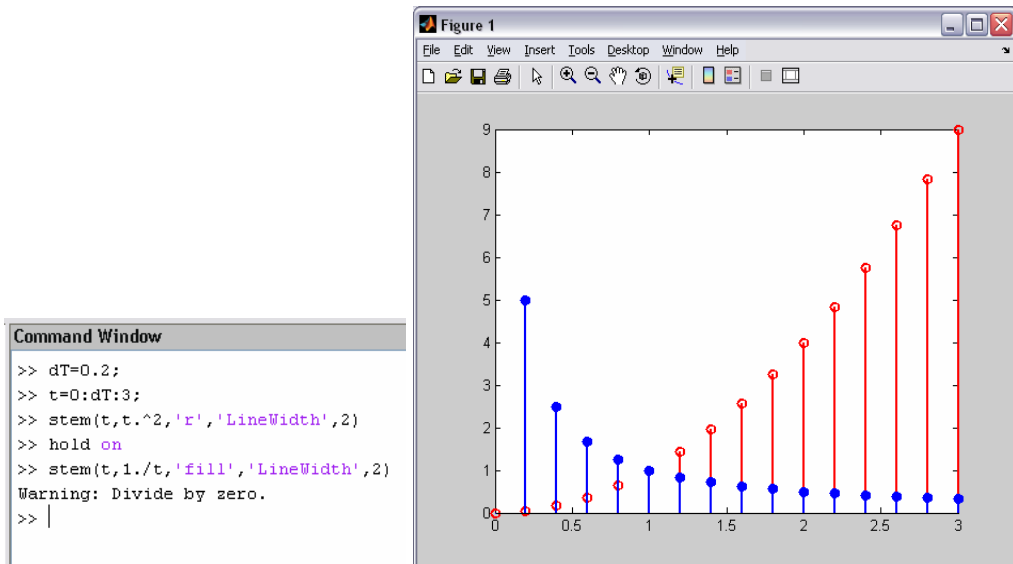 Command Window
>> dT=0.2;
>> t=0:dT:3;
>> stem(t,t.^2,'r','LineWidth',2)
>> hold on
>> stem(t,1./t,'fill','LineWidth',2)
Warning: Divide by zero.
>>
Figure 1
File Edit View Insert Tools Desktop Window Help
9
8
7
6
5
4
3
2
1
0
0 0.5 1 1.5 2 2.5 3